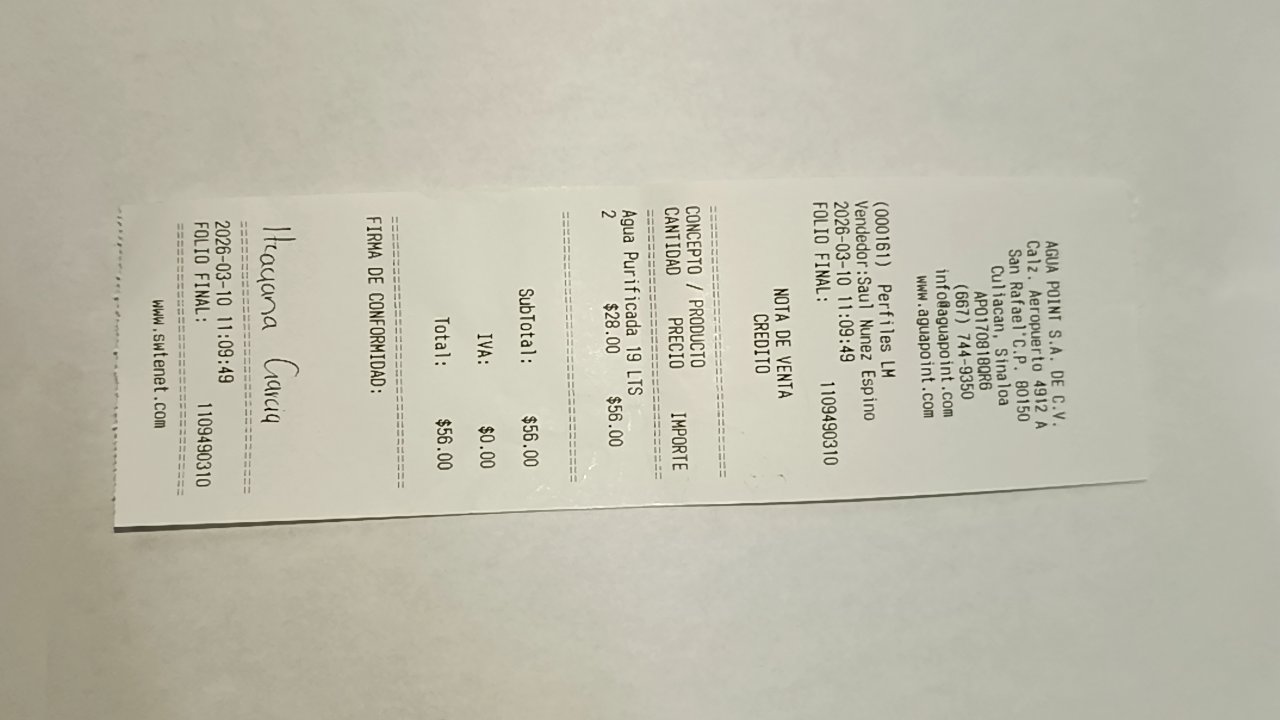 AGUA POINT S.A. DE C.V.
Calz. Aeropuerto 4912 A
San Rafael C.P. 80150
Culiacan, Sinaloa
APO170818QR6
(667) 744-9350
info@aguapoint.com
www.aguapoint.com
(000161) Perfiles LM
Vendedor:Saul Nunez Espino
2026-03-10 11:09:49
FOLIO FINAL: 1109490310
NOTA DE VENTA
CREDITO
CONCEPTO / PRODUCTO
CANTIDAD PRECIO IMPORTE
Agua Purificada 19 LTS
2 $28.00 $56.00
SubTotal: $56.00
IVA: $0.00
Total: $56.00
FIRMA DE CONFORMIDAD:
Garcia
2026-03-10 11:09:49
FOLIO FINAL: 1109490310
www.swtenet.com